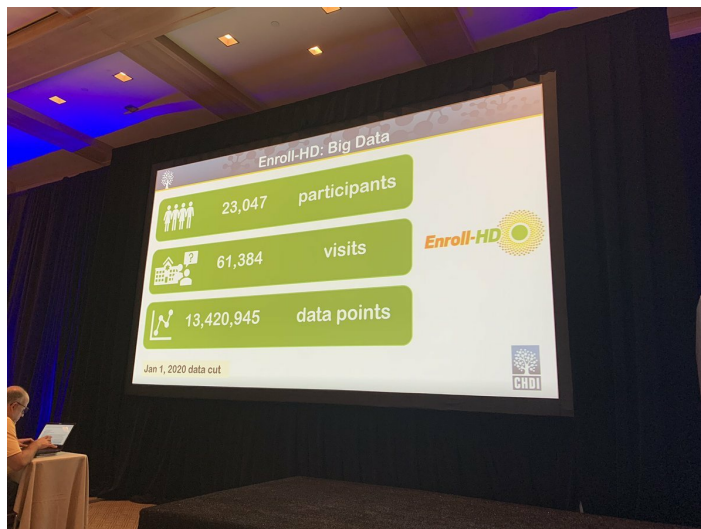 Enroll-HD: Big Data
23,047 participants
61,384 visits
13,420,945 data points
Enroll-HD
Jan 1, 2020 data cut
CHDI
?